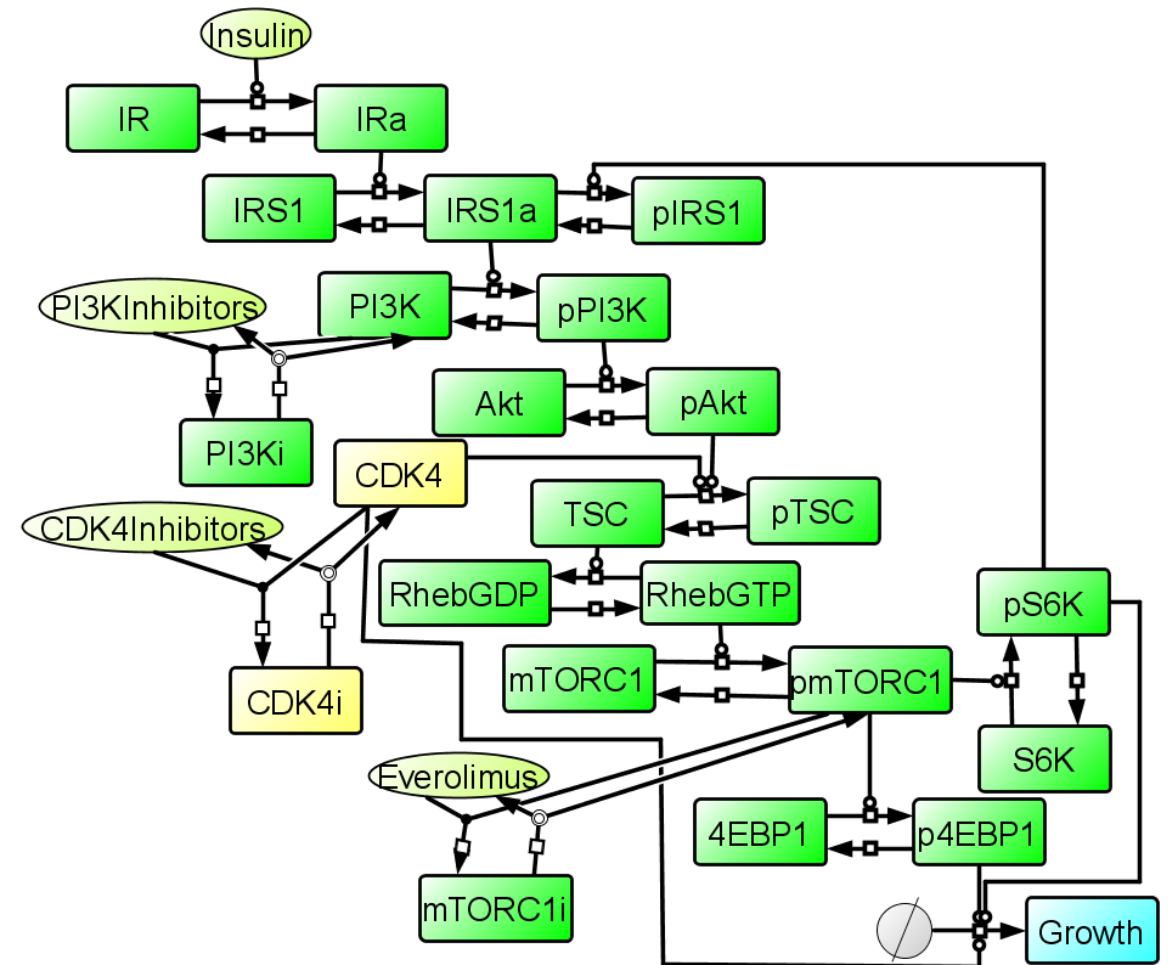 Insulin
IR
IRa
IRS1
IRS1a
pIRS1
PI3KInhibitors
PI3K
pPI3K
Akt
pAkt
PI3Ki
CDK4
TSC
pTSC
CDK4Inhibitors
RhebGDP
RhebGTP
pS6K
mTORC1
pmTORC1
CDK4i
S6K
Everolimus
4EBP1
p4EBP1
mTORC1i
Growth